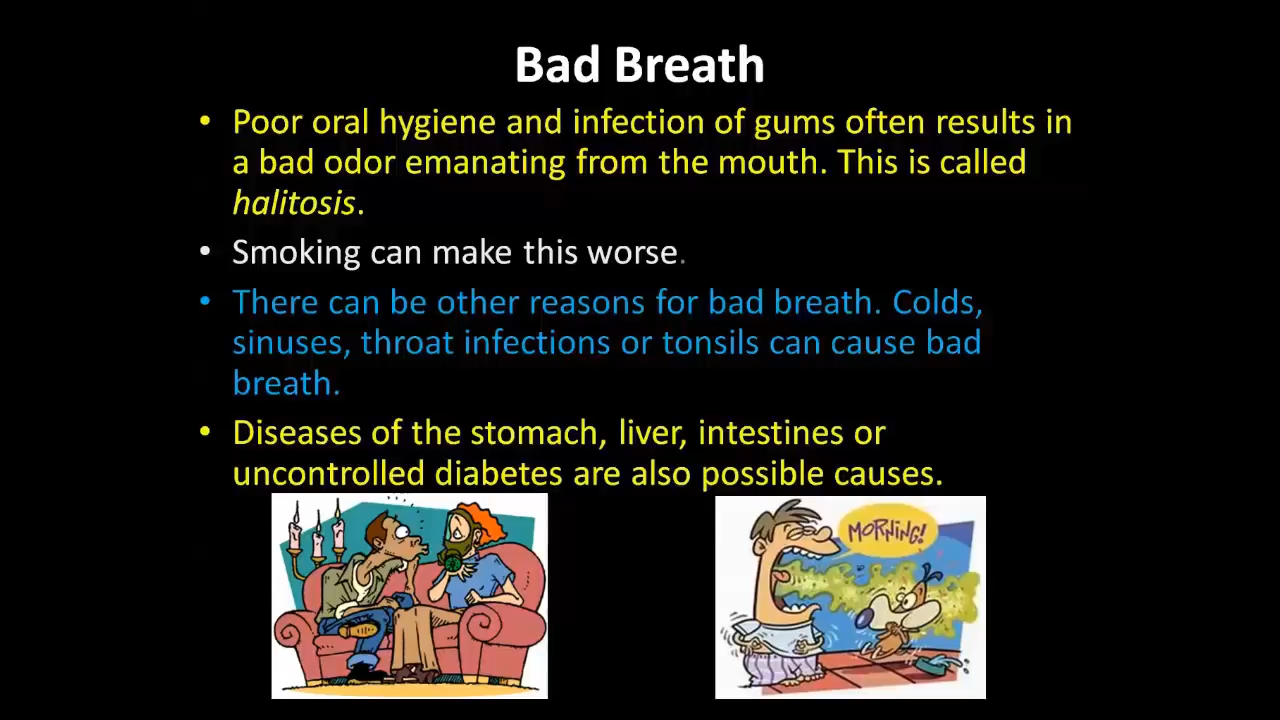 Bad Breath
• Poor oral hygiene and infection of gums often results in
a bad odor emanating from the mouth. This is called
halitosis.
• Smoking can make this worse.
• There can be other reasons for bad breath. Colds,
sinuses, throat infections or tonsils can cause bad
breath.
• Diseases of the stomach, liver, intestines or
uncontrolled diabetes are also possible causes.
MORNING!